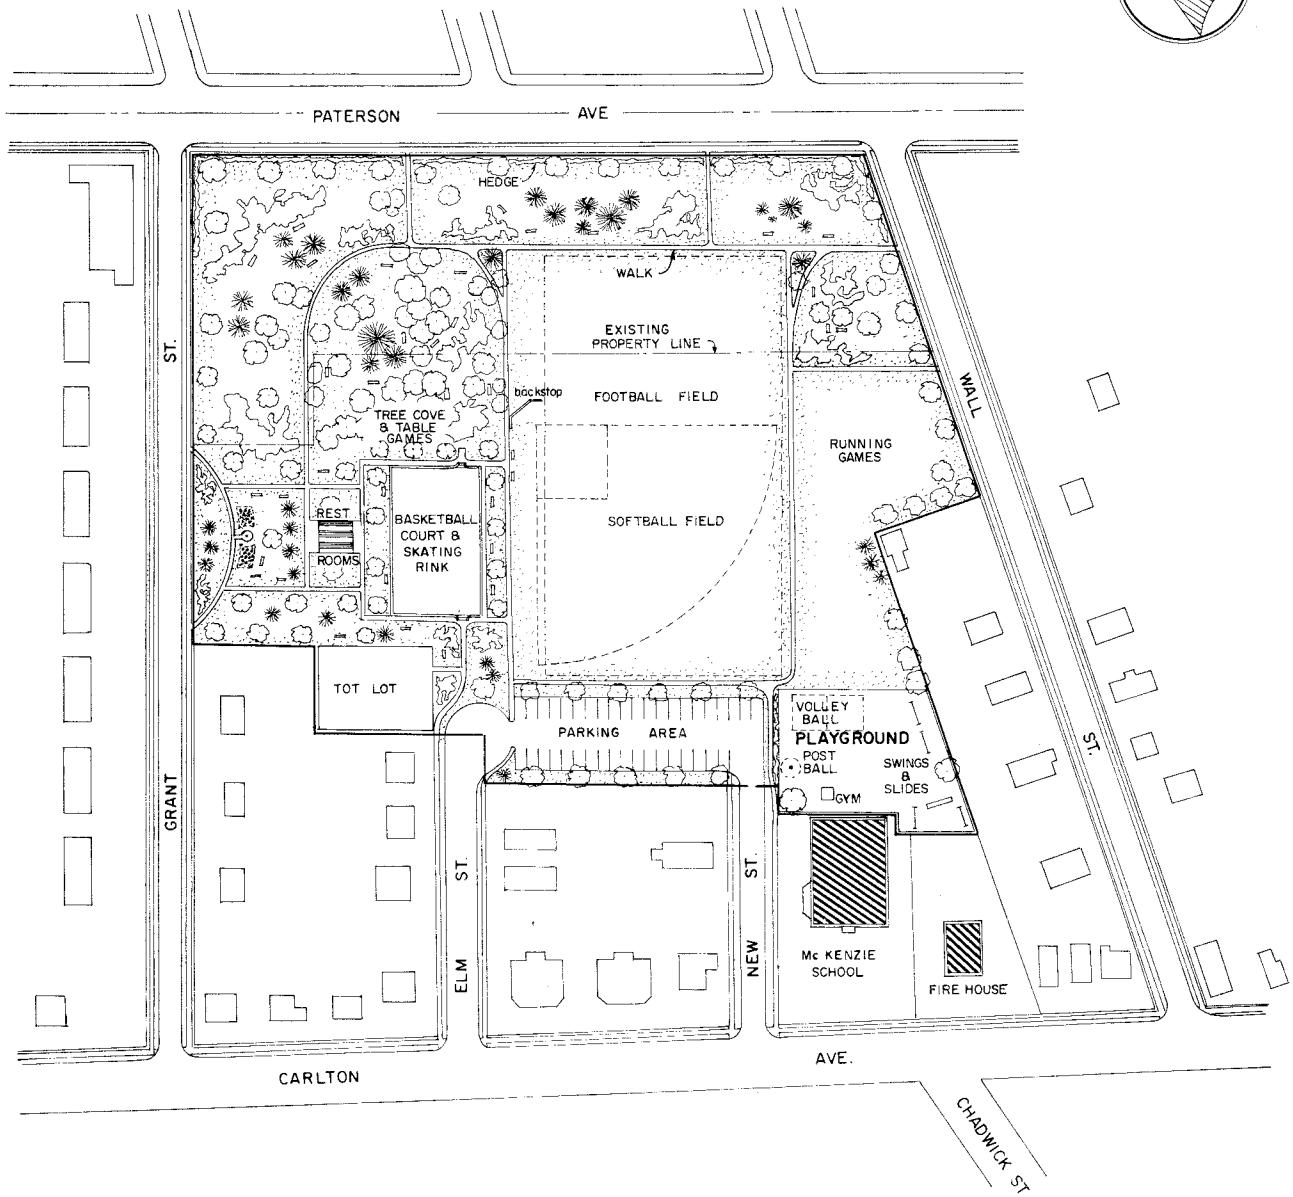 PATERSON AVE
HEDGE
WALK
EXISTING
PROPERTY LINE
ST.
WALL
backstop
FOOTBALL FIELD
TREE COVE
& TABLE
GAMES
RUNNING
GAMES
REST
ROOMS
BASKETBALL
COURT &
SKATING
RINK
SOFTBALL FIELD
TOT LOT
PARKING AREA
VOLLEY
BALL
PLAYGROUND
POST
BALL
SWINGS
&
SLIDES
GYM
ST.
GRANT
ST.
ST.
ELM
NEW
Mc KENZIE
SCHOOL
FIRE HOUSE
CARLTON AVE.
CHADWICK ST